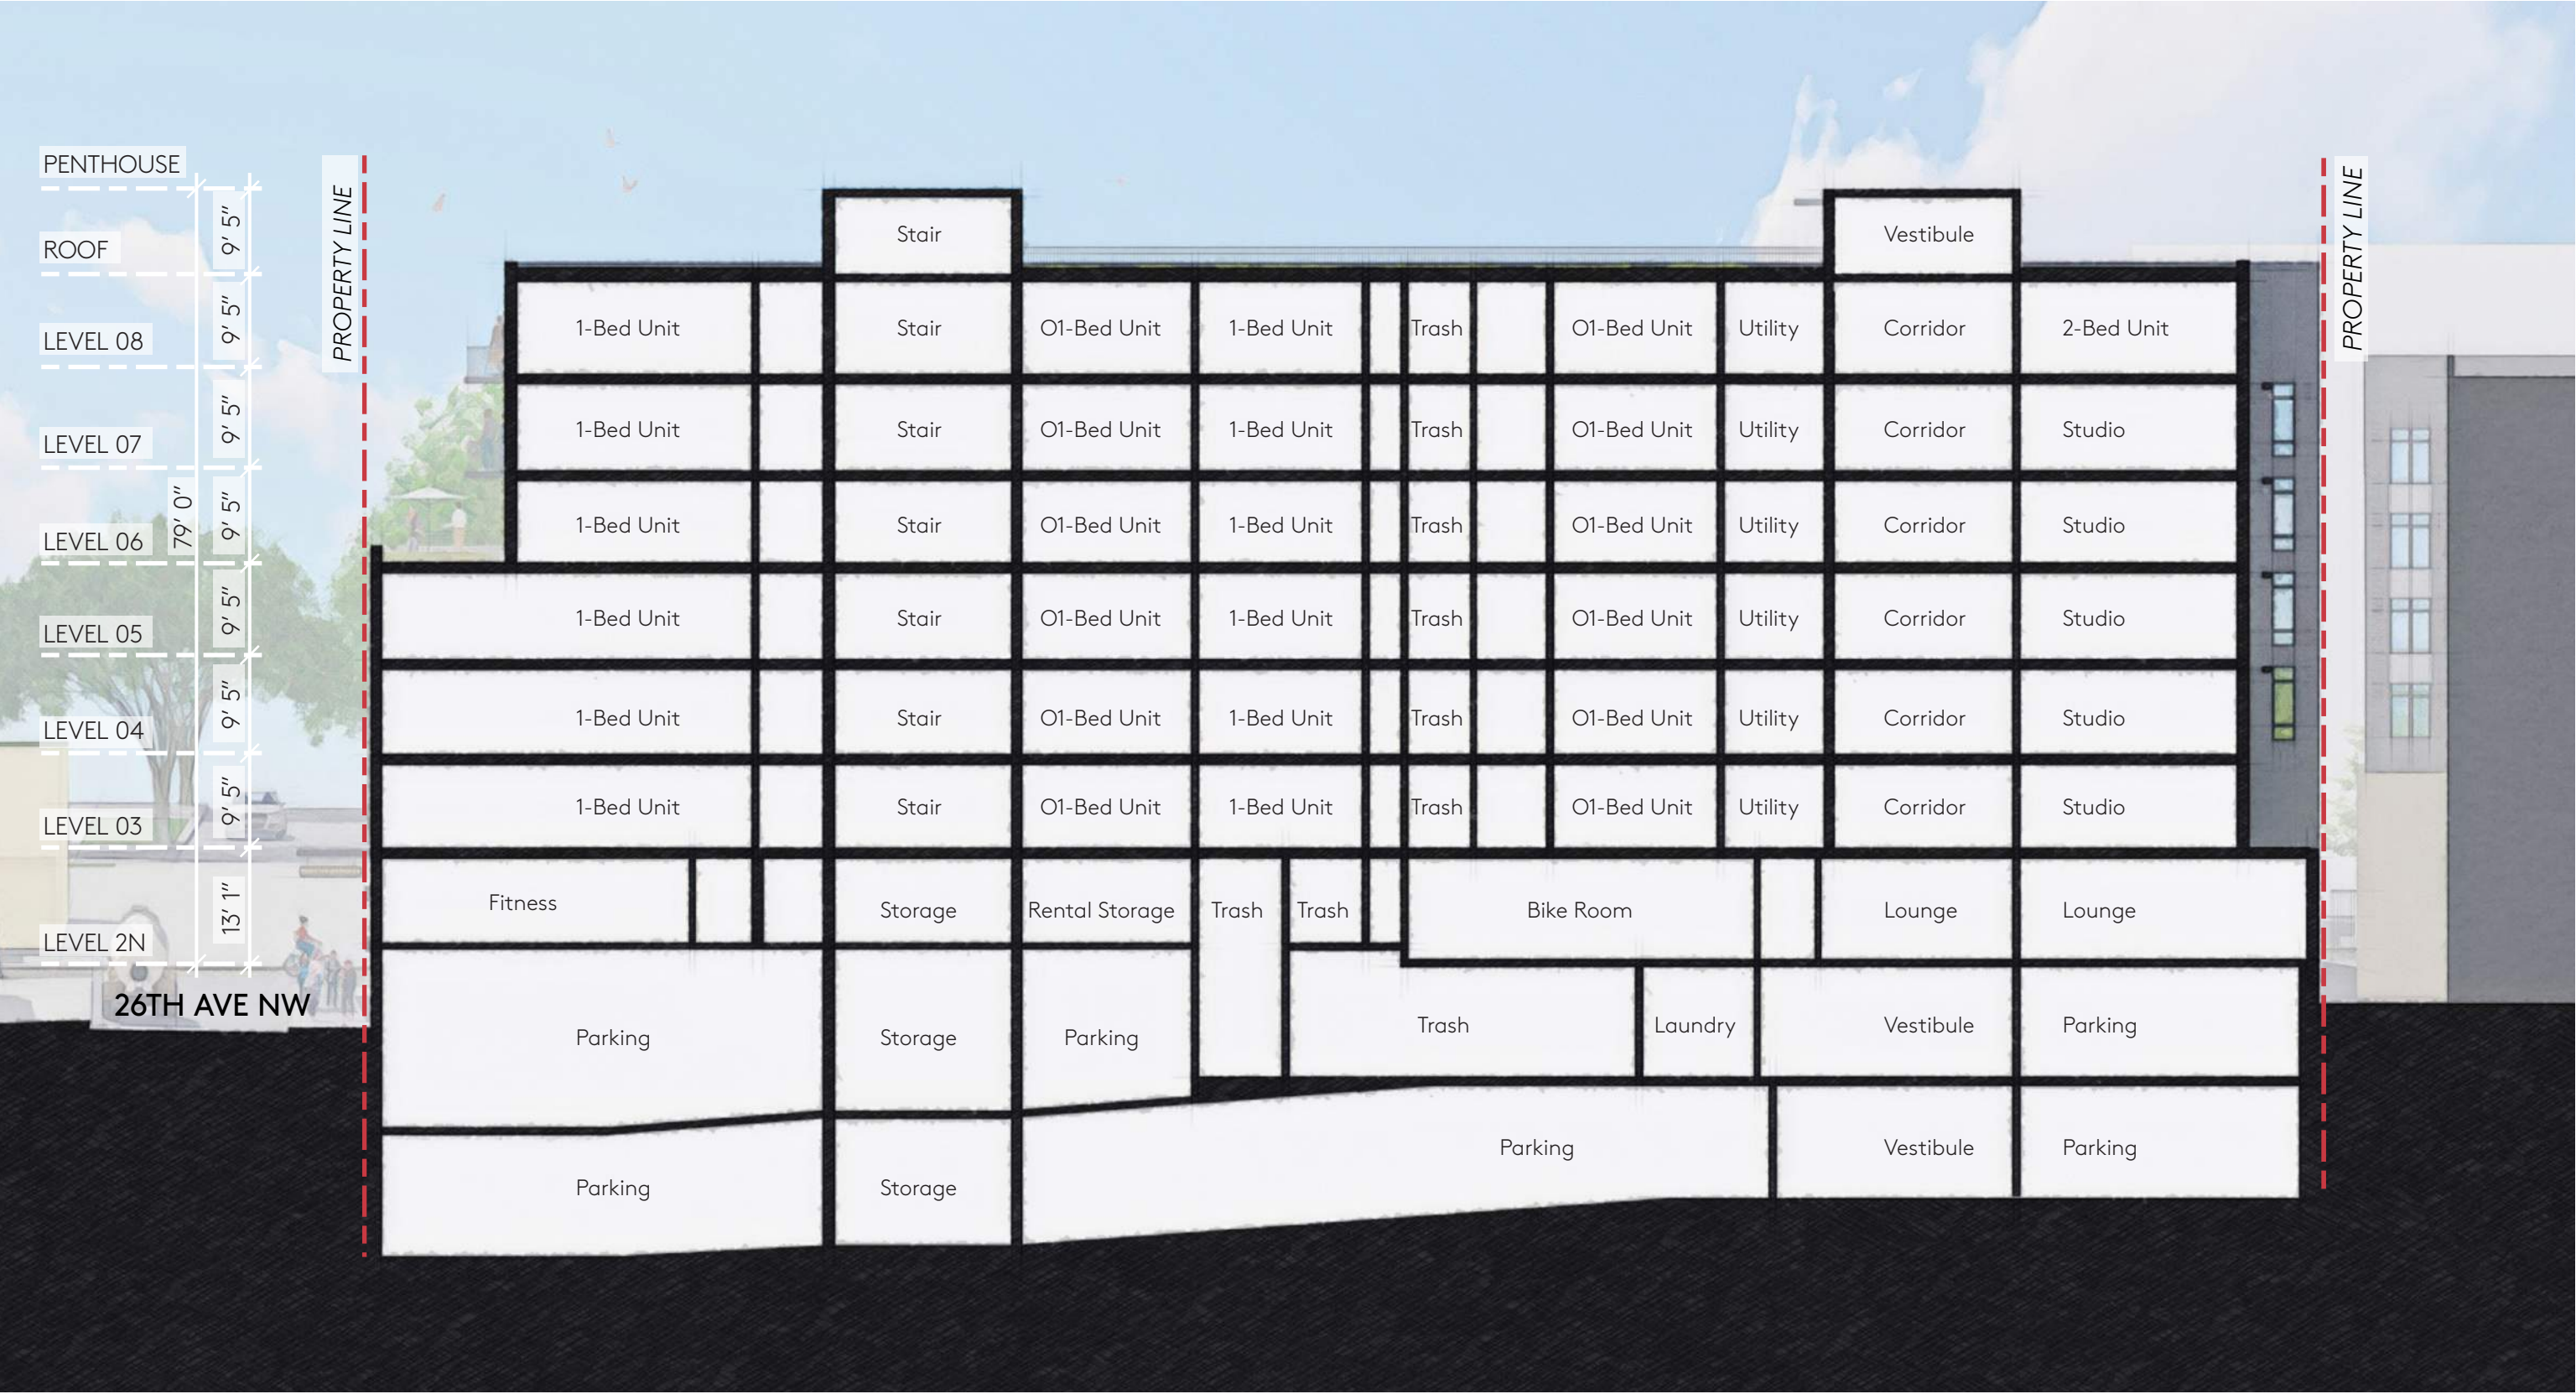 PENTHOUSE
9' 5"
ROOF
9' 5"
LEVEL 08
9' 5"
LEVEL 07
79' 0"
9' 5"
LEVEL 06
9' 5"
LEVEL 05
9' 5"
LEVEL 04
9' 5"
LEVEL 03
13' 1"
LEVEL 2N
26TH AVE NW
PROPERTY LINE
PROPERTY LINE
Stair Vestibule
1-Bed Unit Stair O1-Bed Unit 1-Bed Unit Trash O1-Bed Unit Utility Corridor 2-Bed Unit
1-Bed Unit Stair O1-Bed Unit 1-Bed Unit Trash O1-Bed Unit Utility Corridor Studio
1-Bed Unit Stair O1-Bed Unit 1-Bed Unit Trash O1-Bed Unit Utility Corridor Studio
1-Bed Unit Stair O1-Bed Unit 1-Bed Unit Trash O1-Bed Unit Utility Corridor Studio
1-Bed Unit Stair O1-Bed Unit 1-Bed Unit Trash O1-Bed Unit Utility Corridor Studio
1-Bed Unit Stair O1-Bed Unit 1-Bed Unit Trash O1-Bed Unit Utility Corridor Studio
Fitness Storage Rental Storage Trash Trash Bike Room Lounge Lounge
Parking Storage Parking Trash Laundry Vestibule Parking
Parking Storage Parking Vestibule Parking